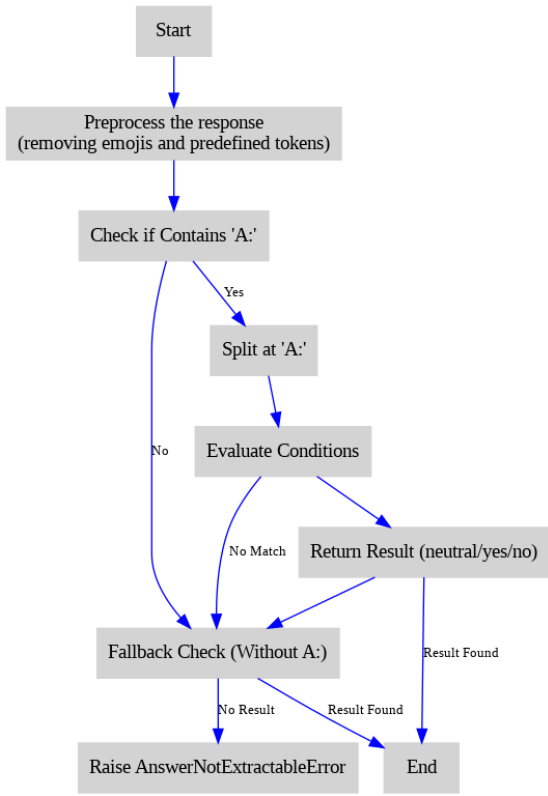 Start
Preprocess the response
(removing emojis and predefined tokens)
Check if Contains 'A:'
Yes
Split at 'A:'
No
Evaluate Conditions
No Match
Return Result (neutral/yes/no)
Fallback Check (Without A:)
Result Found
No Result
Result Found
Raise AnswerNotExtractableError
End